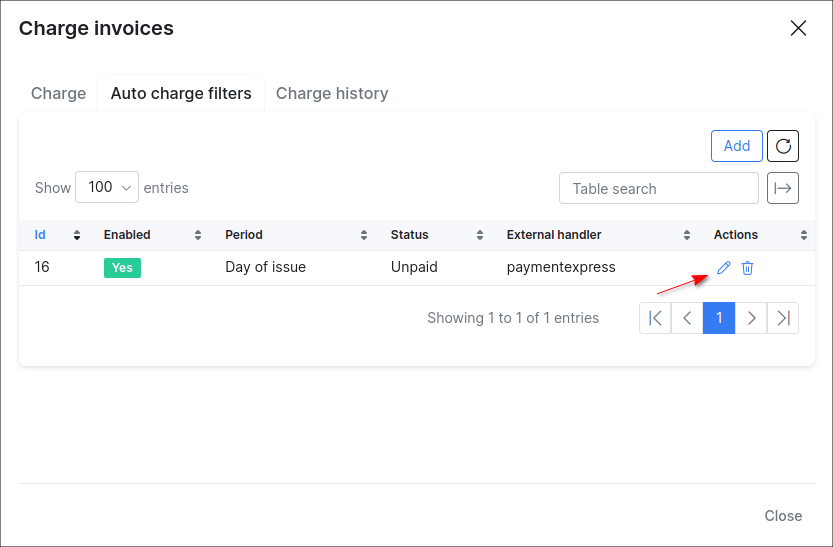 Charge invoices
Charge Auto charge filters Charge history
Add
Show 100 entries Table search
Id Enabled Period Status External handler Actions
16 Yes Day of issue Unpaid paymentexpress
Showing 1 to 1 of 1 entries 1
Close